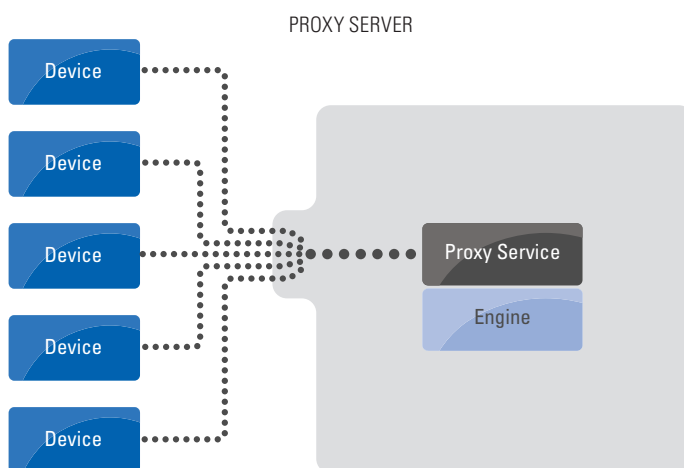 PROXY SERVER
Device
Device
Device
Proxy Service
Engine
Device
Device